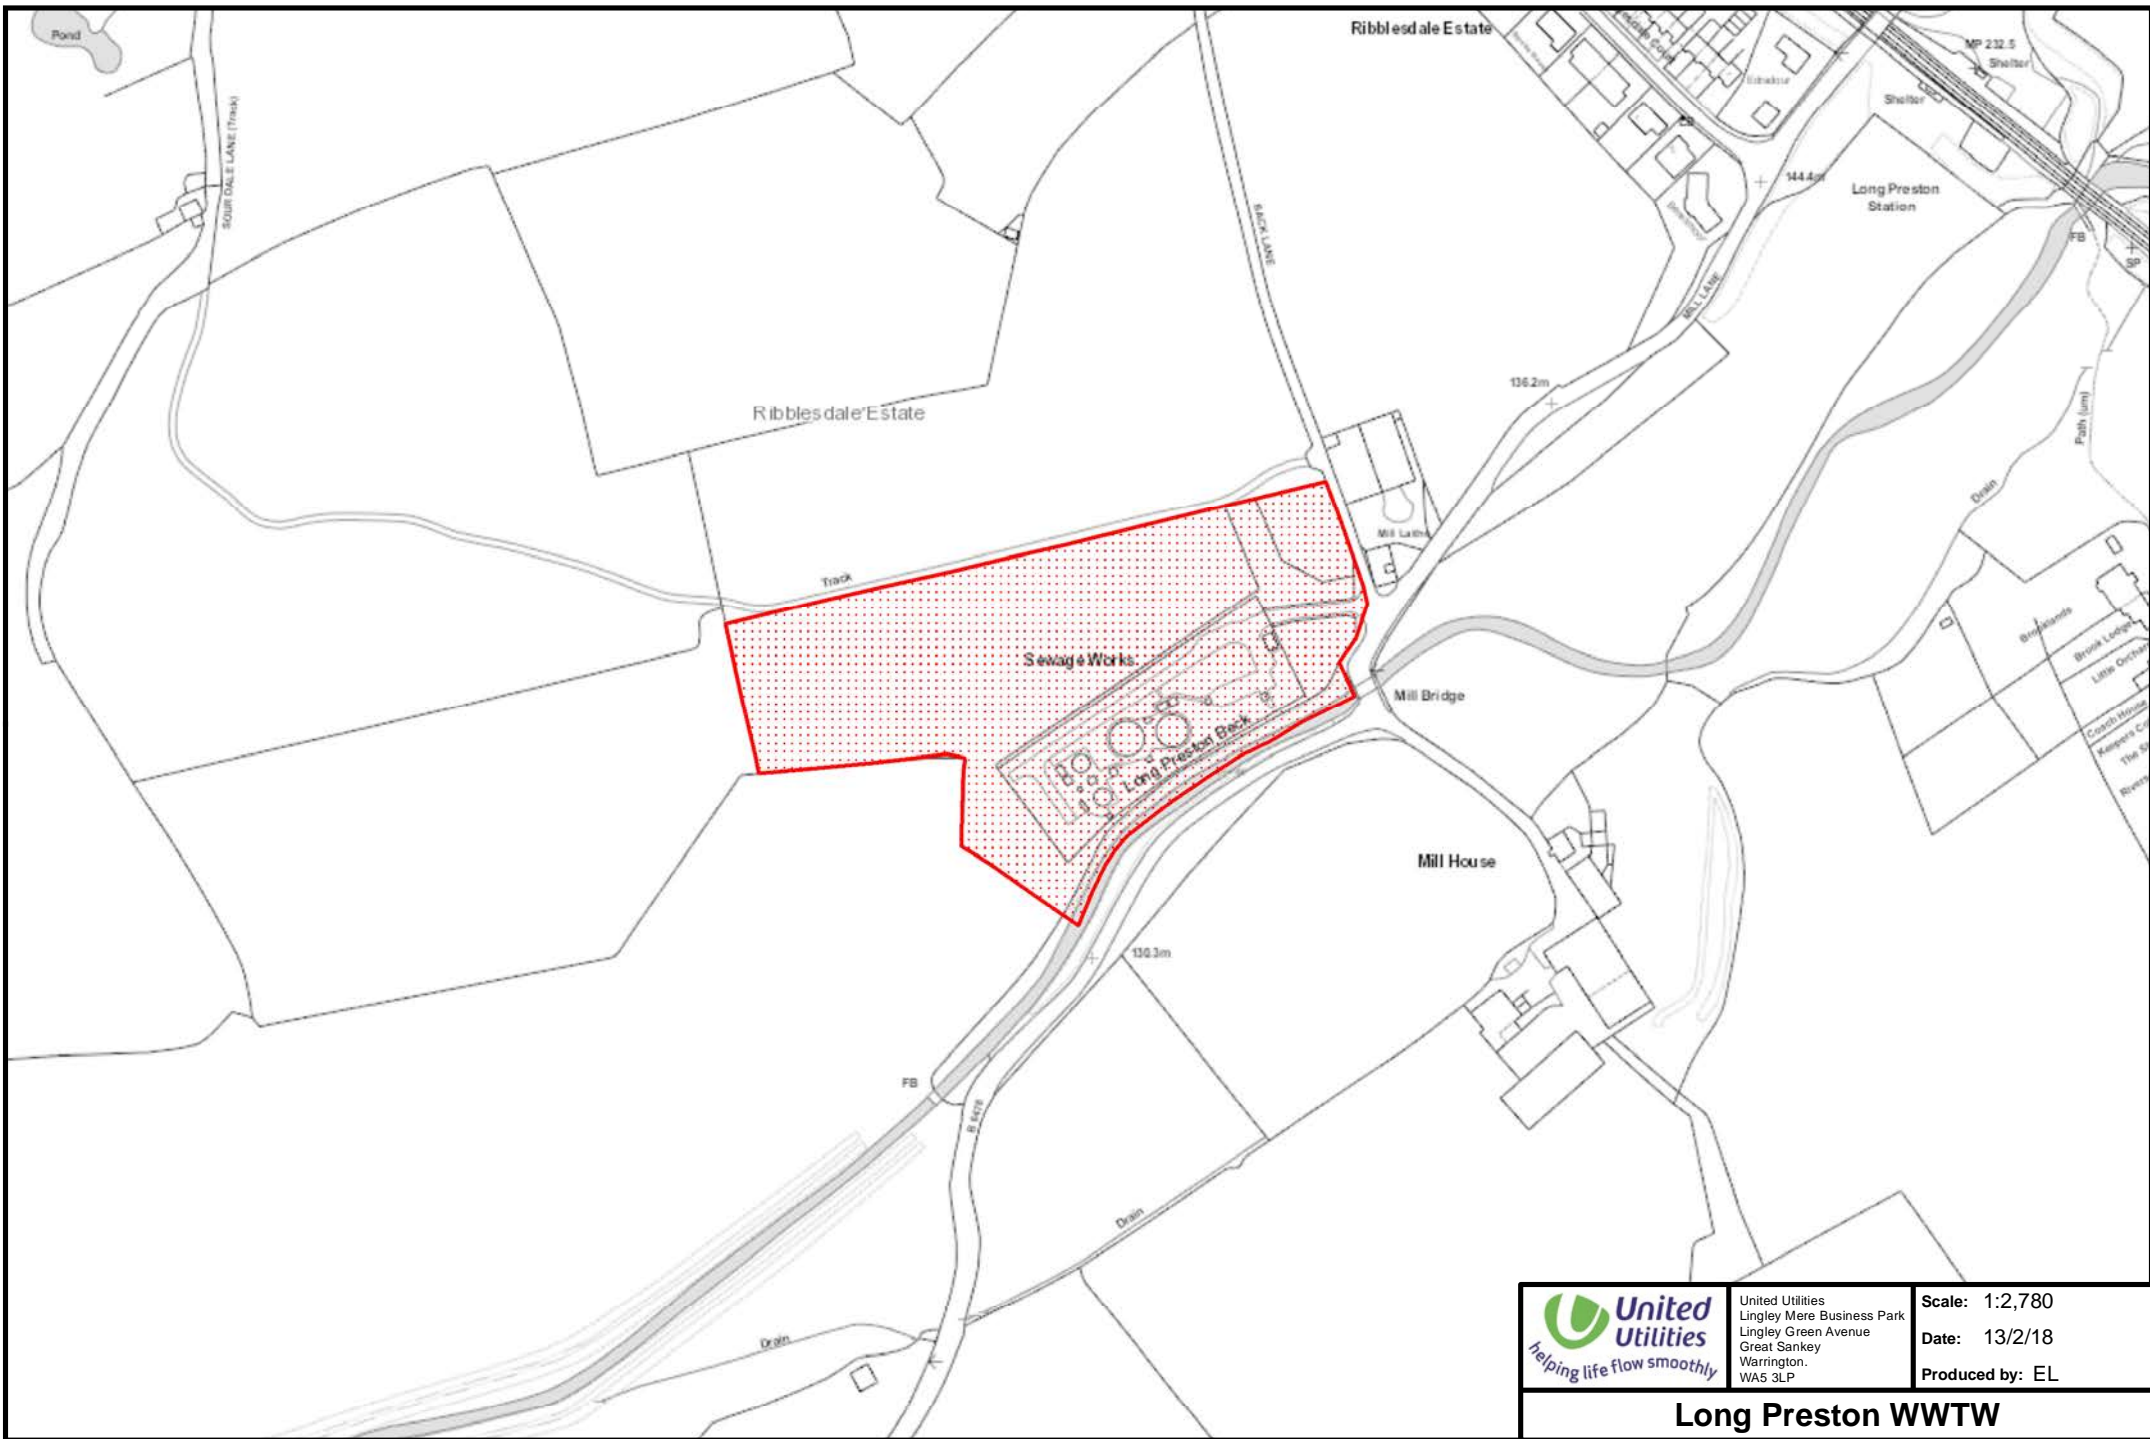 Pond
SOUR DALE LANE (Track)
Ribblesdale Estate
MP 232.5
Shelter
Shelter
144.4m
Long Preston
Station
FB
SP
BACK LANE
MILL LANE
136.2m
Ribblesdale Estate
Path (um)
Drain
Mill Laithe
Track
Sewage Works
Mill Bridge
Long Preston Beck
Brooklands
Brook Lodge
Coach House
Mill House
130.3m
FB
B 6478
Drain
Drain
United
Utilities
helping life flow smoothly
United Utilities
Lingley Mere Business Park
Lingley Green Avenue
Great Sankey
Warrington.
WA5 3LP
Scale: 1:2,780
Date: 13/2/18
Produced by: EL
Long Preston WWTW